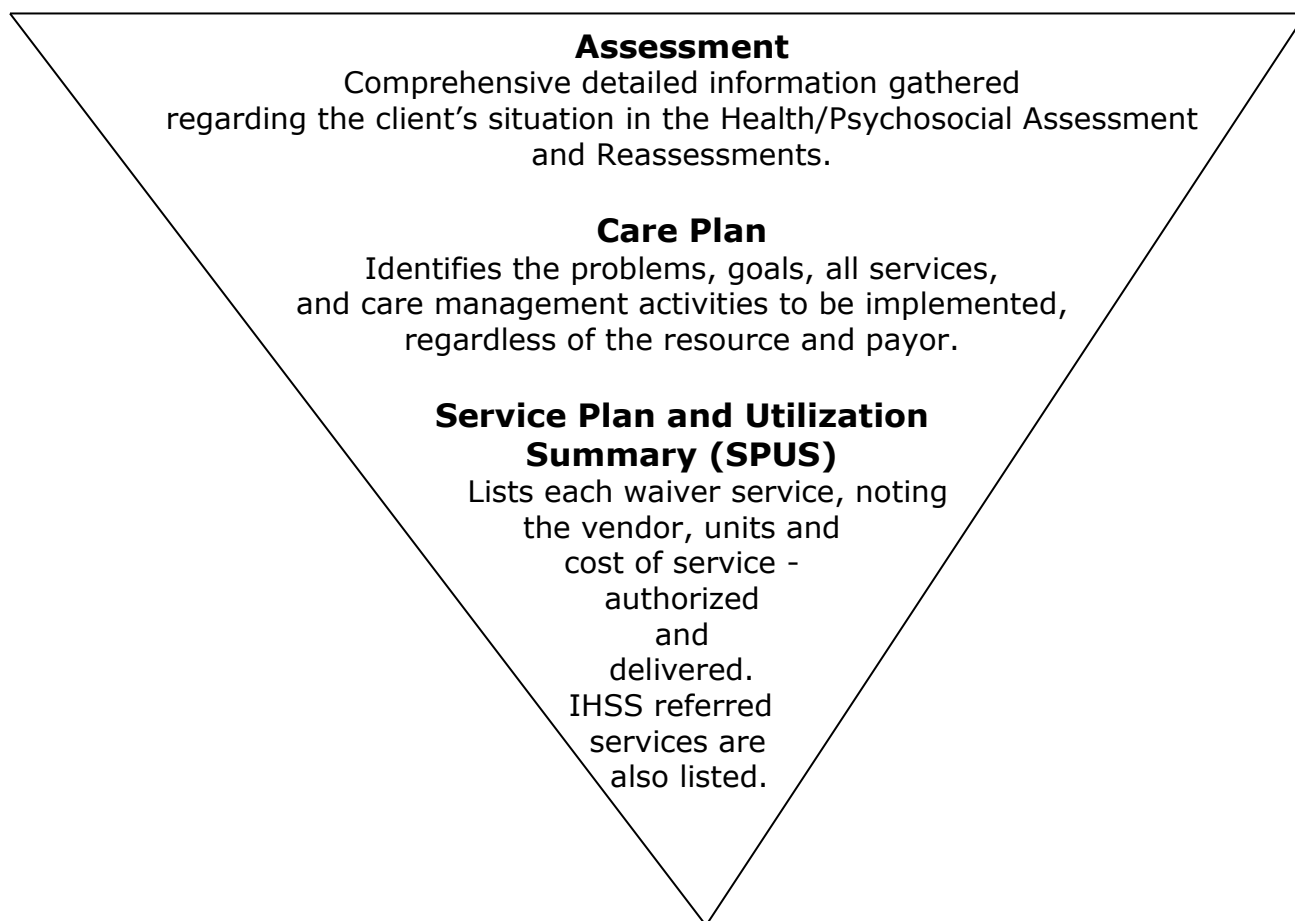 Assessment
Comprehensive detailed information gathered
regarding the client’s situation in the Health/Psychosocial Assessment
and Reassessments.
Care Plan
Identifies the problems, goals, all services,
and care management activities to be implemented,
regardless of the resource and payor.
Service Plan and Utilization
Summary (SPUS)
Lists each waiver service, noting
the vendor, units and
cost of service -
authorized
and
delivered.
IHSS referred
services are
also listed.